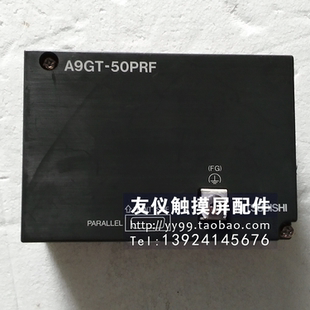 A9GT-50PRF
(FG)
友仪触摸屏配件
PARALLEL
http://yy99.taobao.com
Tel:13924145676